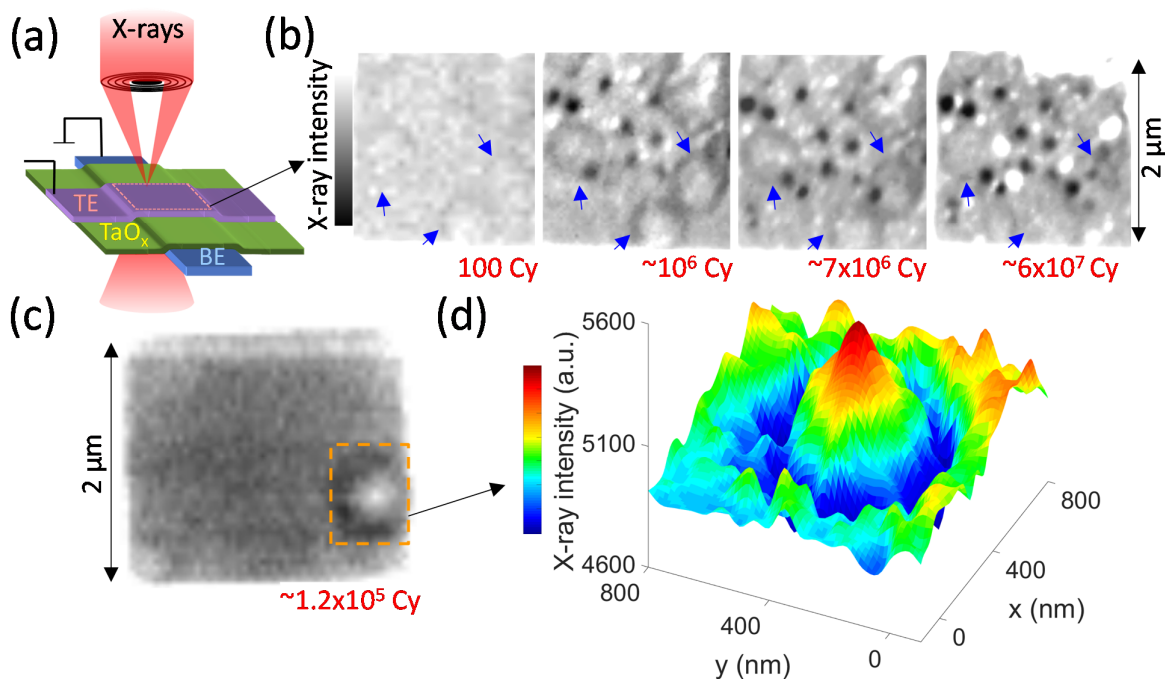 (a)
X-rays
TE
TaOₓ
BE
(b)
X-ray intensity
100 Cy
~10⁶ Cy
~7x10⁶ Cy
~6x10⁷ Cy
2 µm
(c)
2 µm
~1.2x10⁵ Cy
(d)
X-ray intensity (a.u.)
5600
5100
4600
800
400
0
y (nm)
800
400
0
x (nm)